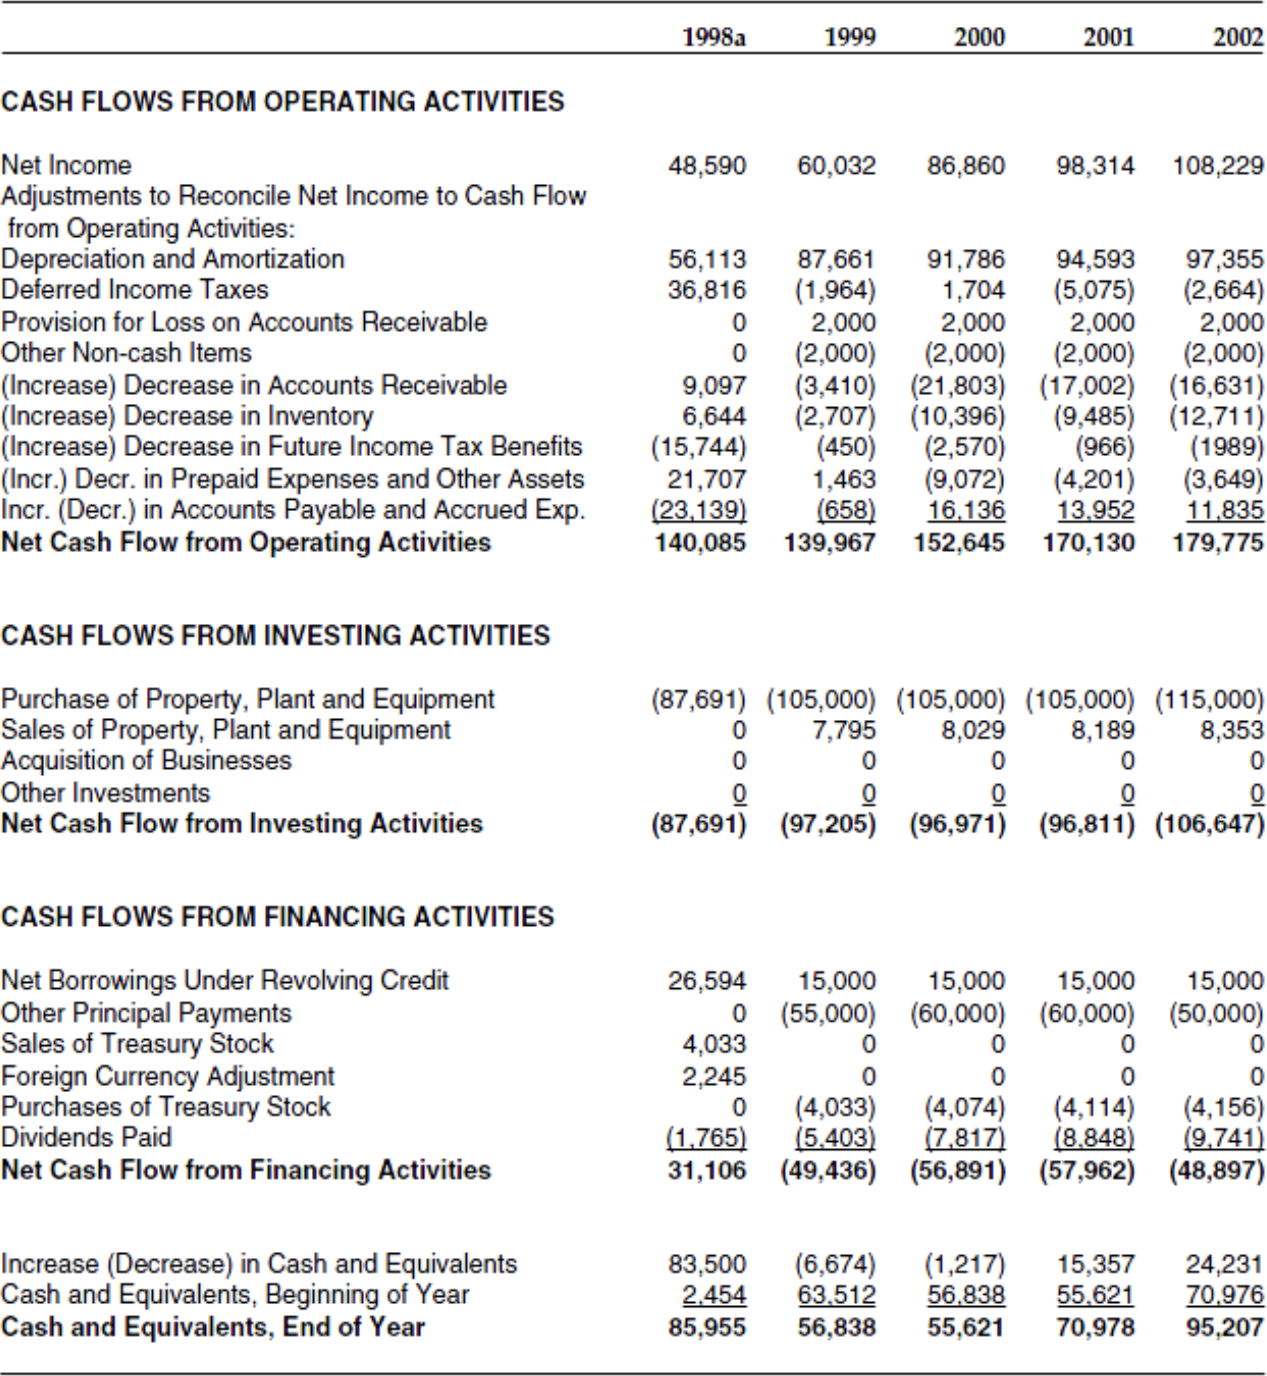 1998a 1999 2000 2001 2002
CASH FLOWS FROM OPERATING ACTIVITIES
Net Income 48,590 60,032 86,860 98,314 108,229
Adjustments to Reconcile Net Income to Cash Flow
from Operating Activities:
Depreciation and Amortization 56,113 87,661 91,786 94,593 97,355
Deferred Income Taxes 36,816 (1,964) 1,704 (5,075) (2,664)
Provision for Loss on Accounts Receivable 0 2,000 2,000 2,000 2,000
Other Non-cash Items 0 (2,000) (2,000) (2,000) (2,000)
(Increase) Decrease in Accounts Receivable 9,097 (3,410) (21,803) (17,002) (16,631)
(Increase) Decrease in Inventory 6,644 (2,707) (10,396) (9,485) (12,711)
(Increase) Decrease in Future Income Tax Benefits (15,744) (450) (2,570) (966) (1989)
(Incr.) Decr. in Prepaid Expenses and Other Assets 21,707 1,463 (9,072) (4,201) (3,649)
Incr. (Decr.) in Accounts Payable and Accrued Exp. (23,139) (658) 16,136 13,952 11,835
Net Cash Flow from Operating Activities 140,085 139,967 152,645 170,130 179,775
CASH FLOWS FROM INVESTING ACTIVITIES
Purchase of Property, Plant and Equipment (87,691) (105,000) (105,000) (105,000) (115,000)
Sales of Property, Plant and Equipment 0 7,795 8,029 8,189 8,353
Acquisition of Businesses 0 0 0 0 0
Other Investments 0 0 0 0 0
Net Cash Flow from Investing Activities (87,691) (97,205) (96,971) (96,811) (106,647)
CASH FLOWS FROM FINANCING ACTIVITIES
Net Borrowings Under Revolving Credit 26,594 15,000 15,000 15,000 15,000
Other Principal Payments 0 (55,000) (60,000) (60,000) (50,000)
Sales of Treasury Stock 4,033 0 0 0 0
Foreign Currency Adjustment 2,245 0 0 0 0
Purchases of Treasury Stock 0 (4,033) (4,074) (4,114) (4,156)
Dividends Paid (1,765) (5,403) (7,817) (8,848) (9,741)
Net Cash Flow from Financing Activities 31,106 (49,436) (56,891) (57,962) (48,897)
Increase (Decrease) in Cash and Equivalents 83,500 (6,674) (1,217) 15,357 24,231
Cash and Equivalents, Beginning of Year 2,454 63,512 56,838 55,621 70,976
Cash and Equivalents, End of Year 85,955 56,838 55,621 70,978 95,207